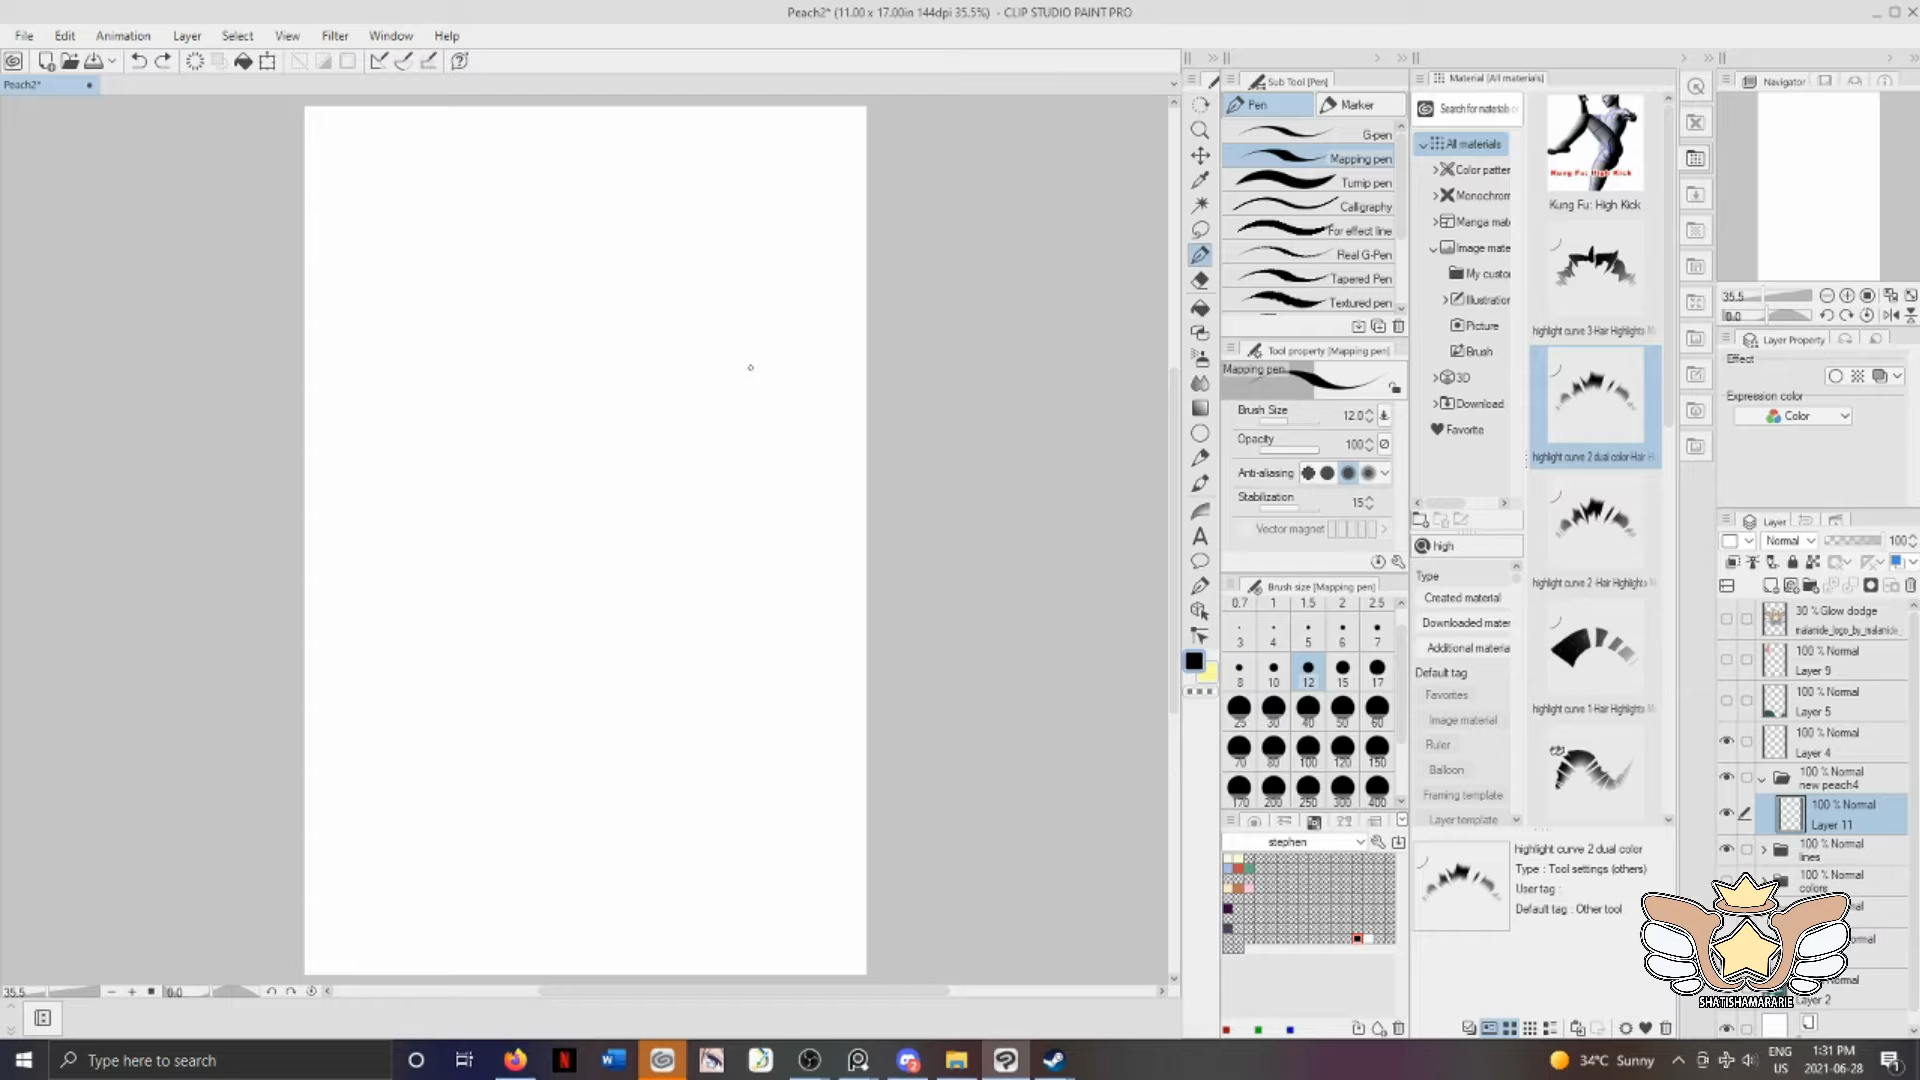 Peach2* (11.00 x 17.00in 144dpi 35.5%) - CLIP STUDIO PAINT PRO
File Edit Animation Layer Select View Filter Window Help
Peach2*
Sub Tool [Pen]
Pen Marker
G-pen
Mapping pen
Turnip pen
Calligraphy
For effect line
Real G-Pen
Tapered Pen
Textured pen
Tool property [Mapping pen]
Mapping pen
Brush Size 12.0
Opacity 100
Anti-aliasing
Stabilization 15
Vector magnet
Brush size [Mapping pen]
0.7 1 1.5 2 2.5
3 4 5 6 7
8 10 12 15 17
25 30 40 50 60
70 80 100 120 150
170 200 250 300 400
stephen
Material [All materials]
Search for materials o
All materials
Color patter
Monochrom
Manga mat
Image mate
My custo
Illustration
Picture
Brush
3D
Download
Favorite
high
Type
Created material
Downloaded mater
Additional materia
Default tag
Favorites
Image material
Ruler
Balloon
Framing template
Layer template
Kung Fu: High Kick
Kung Fu: High Kick
highlight curve 3-Hair Highlights M
highlight curve 2 dual color-Hair H
highlight curve 2 -Hair Highlights M
highlight curve 1-Hair Highlights M
highlight curve 2 dual color
Type : Tool settings (others)
User tag :
Default tag : Other tool
Navigator
35.5
0.0
Layer Property
Effect
Expression color
Color
Layer
Normal 100
30 % Glow dodge
malamide_logo_by_malamide_
100 % Normal
Layer 9
100 % Normal
Layer 5
100 % Normal
Layer 4
100 % Normal
new peach4
100 % Normal
Layer 11
100 % Normal
lines
100 % Normal
colors
Layer 2
SHATISHAMARARIE
35.5 0.0
Type here to search
34°C Sunny
ENG
US
1:31 PM
2021-06-28
1